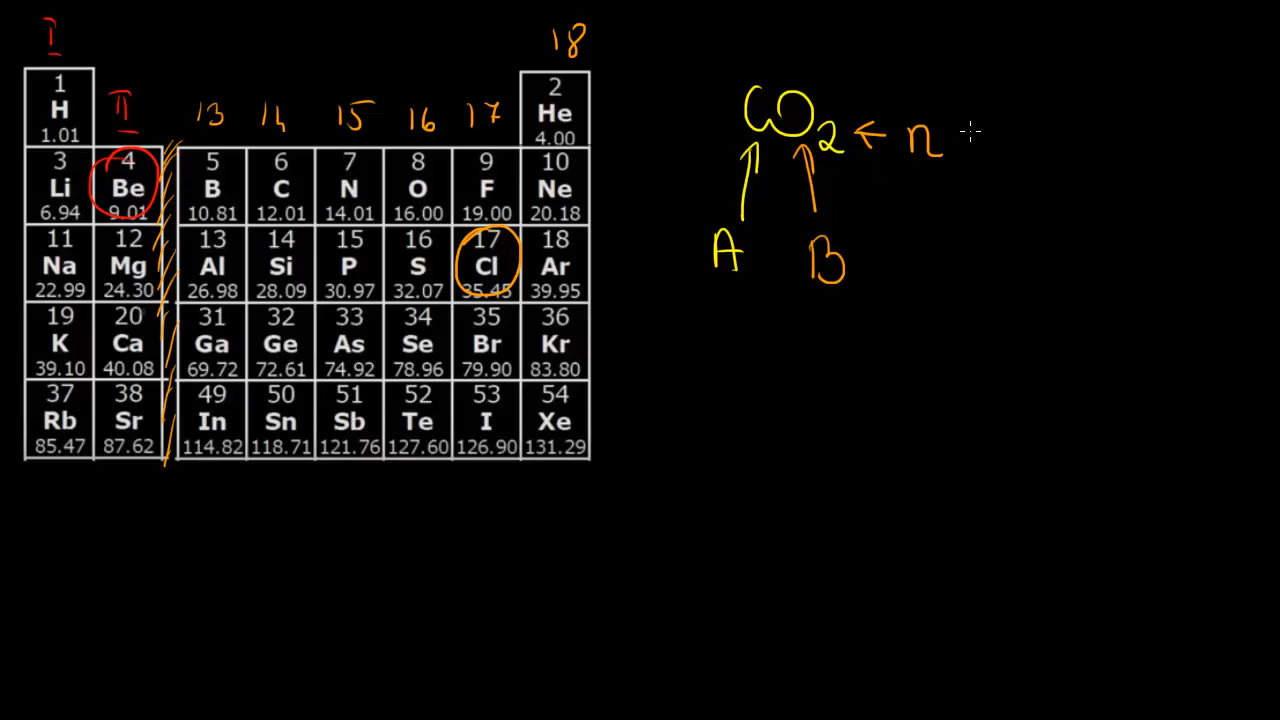 I 18
1 2
H II 13 14 15 16 17 He
1.01 4.00
3 4 5 6 7 8 9 10
Li Be B C N O F Ne
6.94 9.01 10.81 12.01 14.01 16.00 19.00 20.18
11 12 13 14 15 16 17 18
Na Mg Al Si P S Cl Ar
22.99 24.30 26.98 28.09 30.97 32.07 35.45 39.95
19 20 31 32 33 34 35 36
K Ca Ga Ge As Se Br Kr
39.10 40.08 69.72 72.61 74.92 78.96 79.90 83.80
37 38 49 50 51 52 53 54
Rb Sr In Sn Sb Te I Xe
85.47 87.62 114.82 118.71 121.76 127.60 126.90 131.29
CO2 ← n
A B